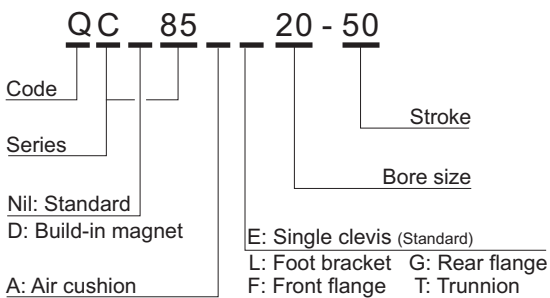 QC 85 20-50
Code
Stroke
Series
Bore size
Nil: Standard
D: Build-in magnet
E: Single clevis (Standard)
L: Foot bracket G: Rear flange
A: Air cushion
F: Front flange T: Trunnion